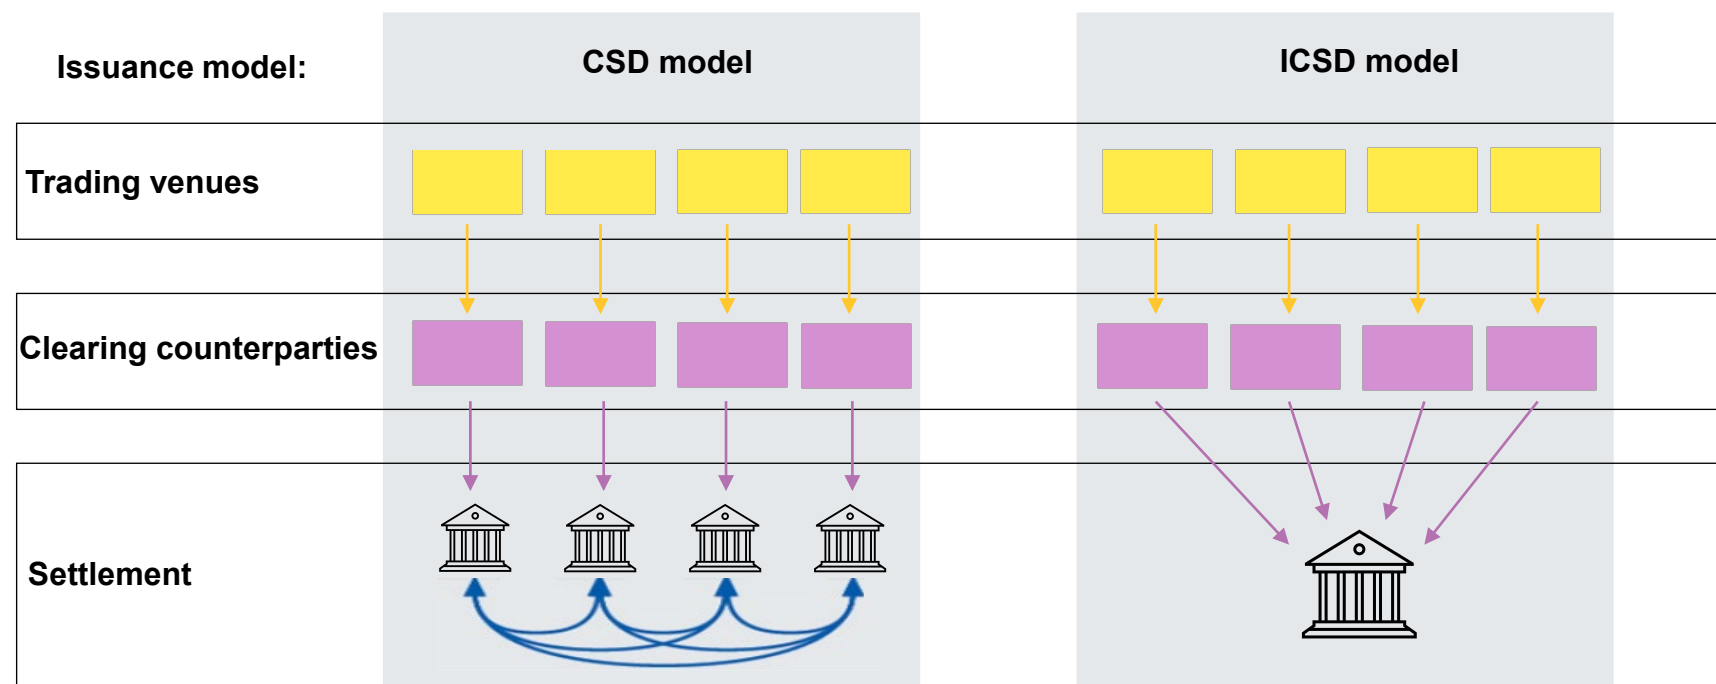 Issuance model:
CSD model
ICSD model
Trading venues
Clearing counterparties
Settlement